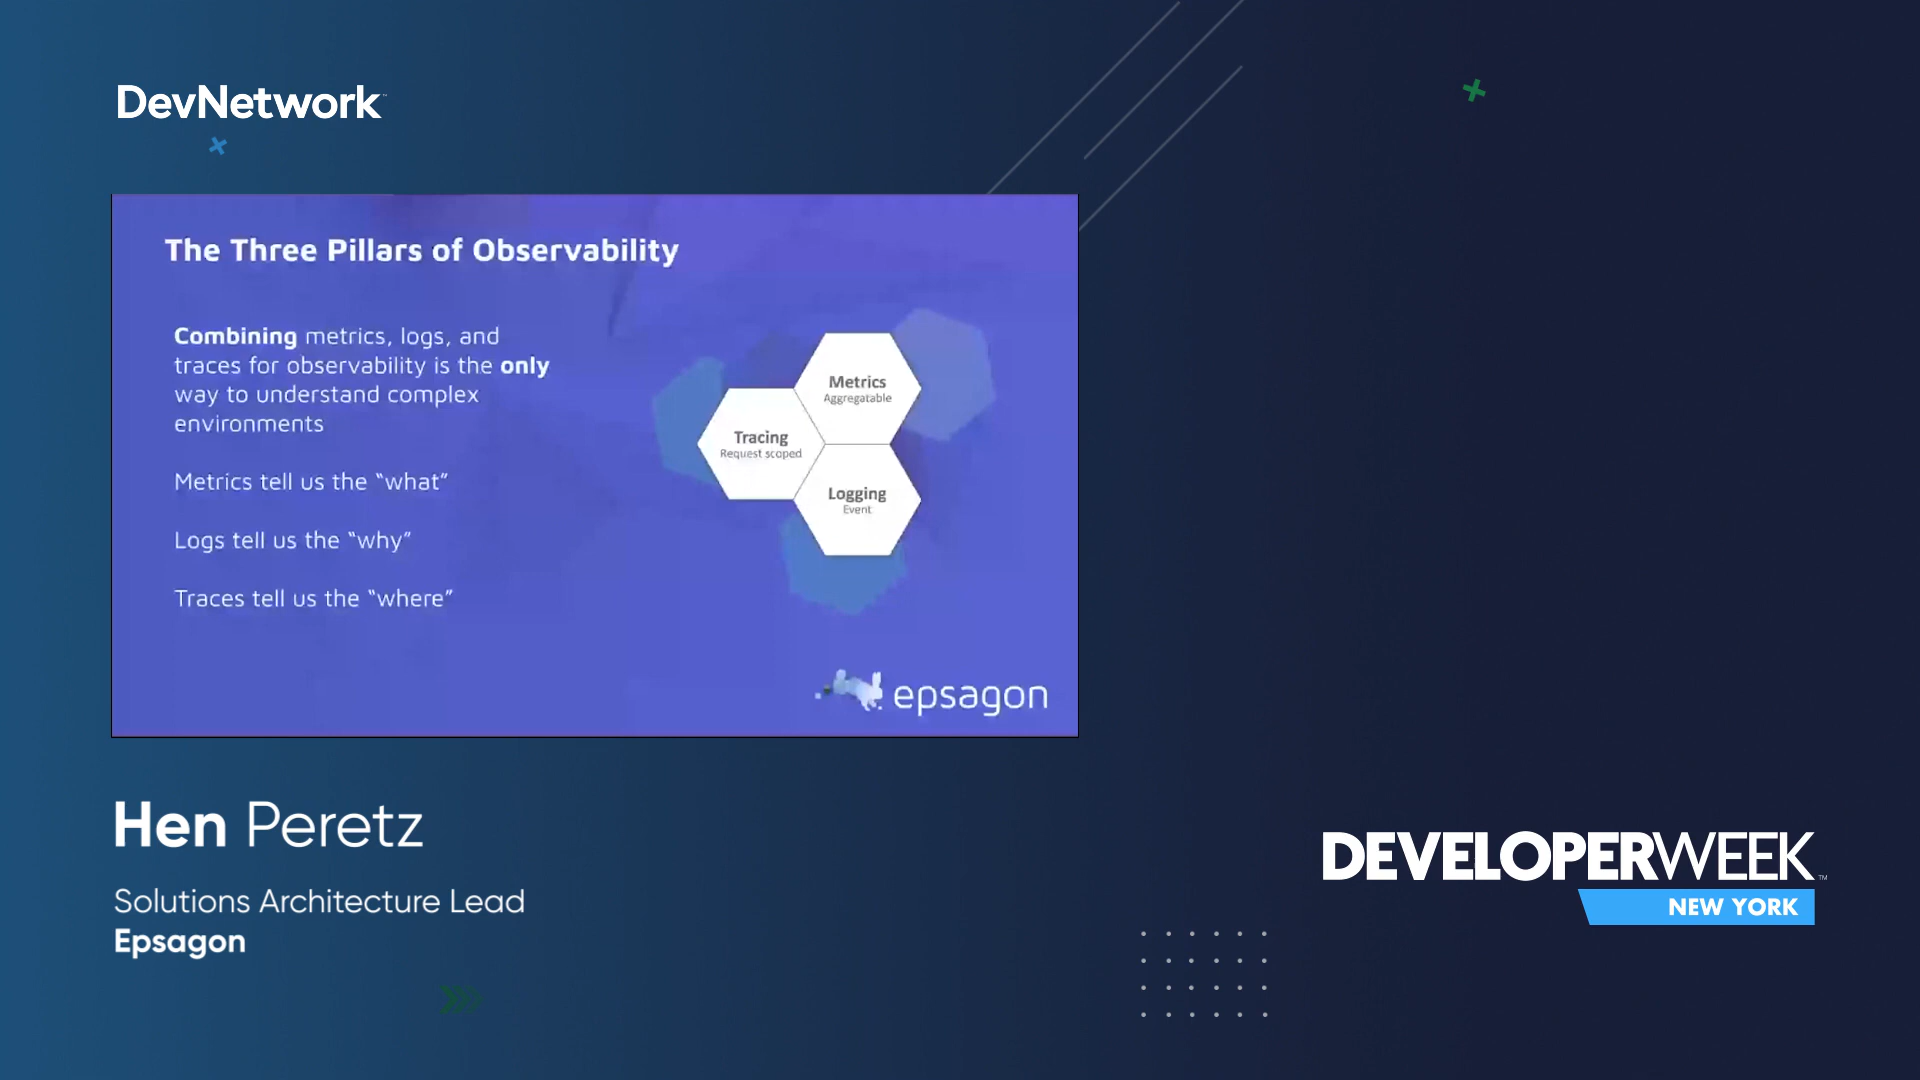 DevNetwork
The Three Pillars of Observability
Combining metrics, logs, and
traces for observability is the only
way to understand complex
environments
Metrics tell us the “what”
Logs tell us the “why”
Traces tell us the “where”
Metrics
Aggregatable
Tracing
Request scoped
Logging
Event
epsagon
Hen Peretz
Solutions Architecture Lead
Epsagon
DEVELOPERWEEK™
NEW YORK